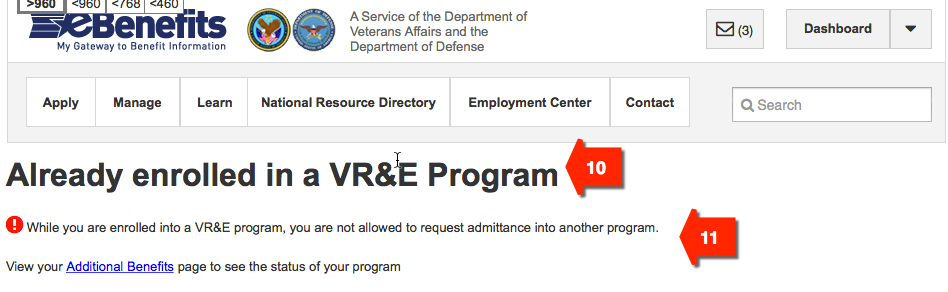 >960 <960 <768 <460
eBenefits
My Gateway to Benefit Information
A Service of the Department of
Veterans Affairs and the
Department of Defense
(3)
Dashboard
Apply Manage Learn National Resource Directory Employment Center Contact
Search
Already enrolled in a VR&E Program
10
While you are enrolled into a VR&E program, you are not allowed to request admittance into another program.
11
View your Additional Benefits page to see the status of your program